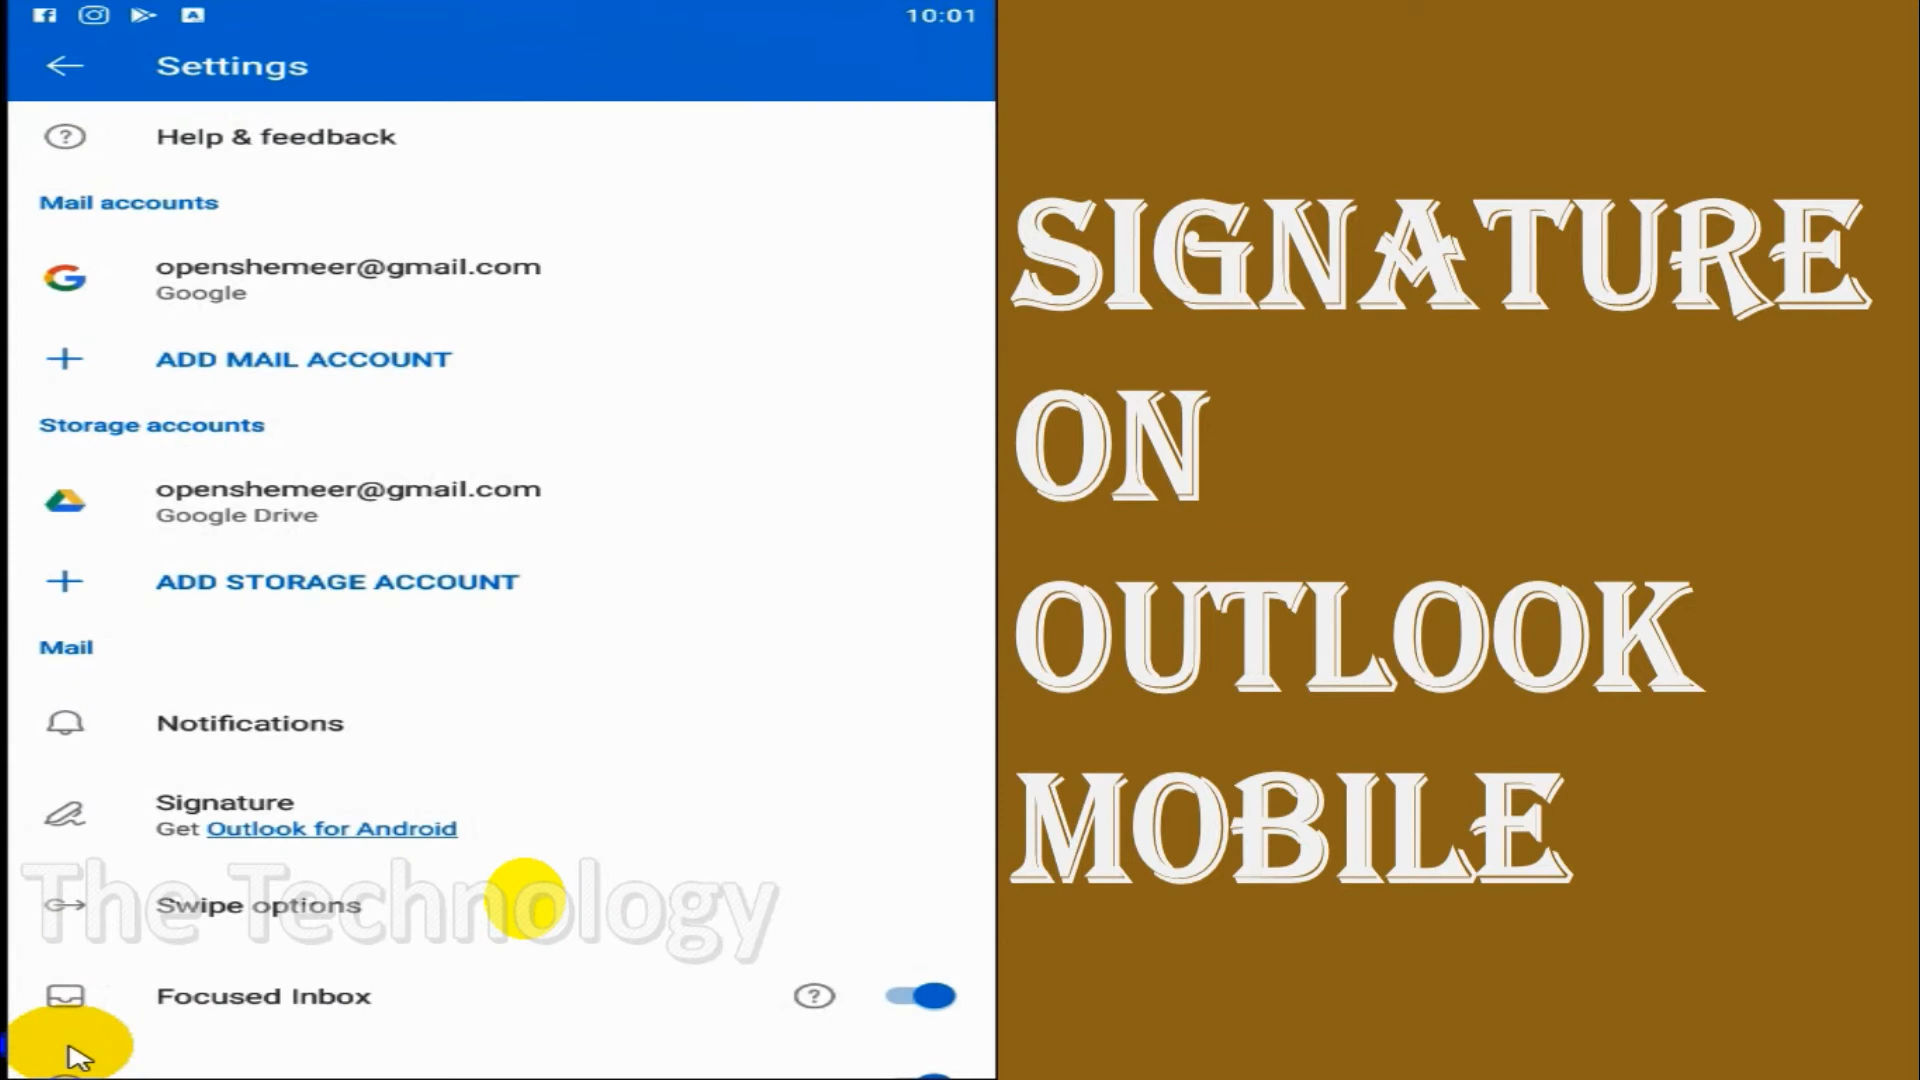 10:01
Settings
Help & feedback
Mail accounts
openshemeer@gmail.com
Google
ADD MAIL ACCOUNT
Storage accounts
openshemeer@gmail.com
Google Drive
ADD STORAGE ACCOUNT
Mail
Notifications
Signature
Get Outlook for Android
The Technology
Swipe options
Focused Inbox
SIGNATURE
ON
OUTLOOK
MOBILE